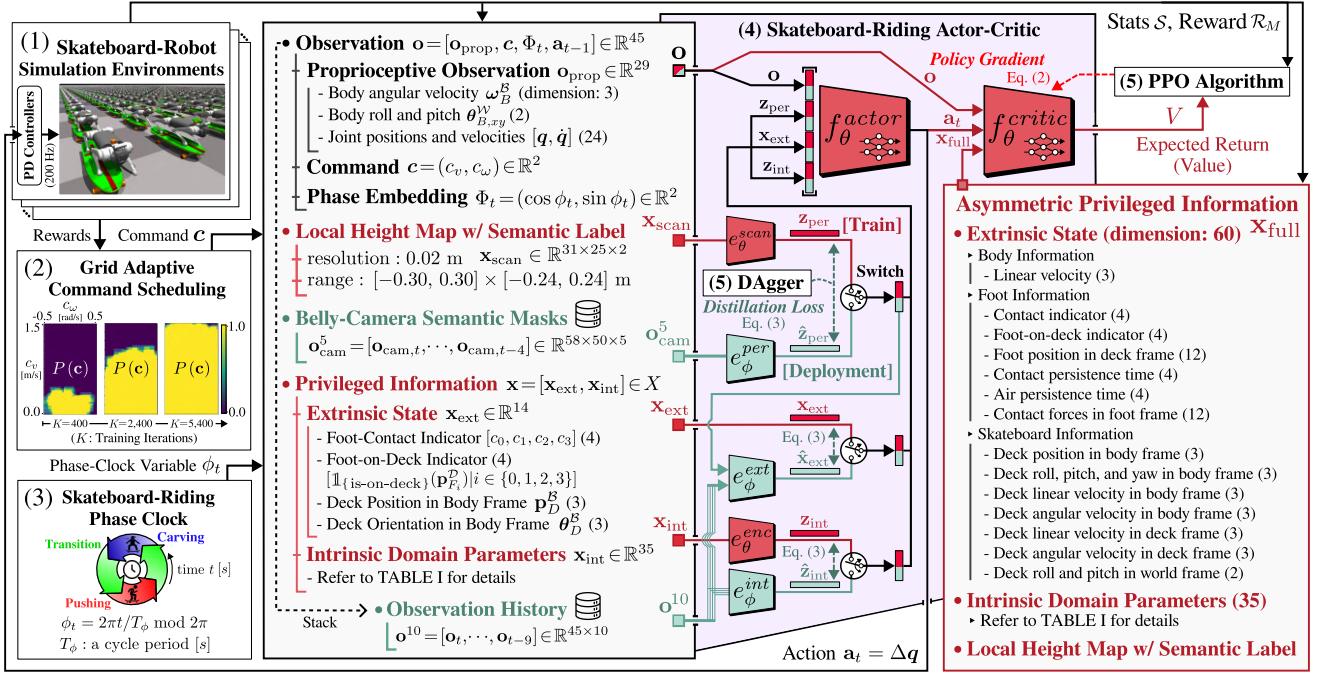 (1) Skateboard-Robot
Simulation Environments
PD Controllers
(200 Hz)
Rewards
Command c
(2) Grid Adaptive
Command Scheduling
c_ω
-0.5 [rad/s] 0.5
1.5
c_v
[m/s]
0.0
P(c) P(c) P(c)
1.0
0.0
K=400 K=2,400 K=5,400
(K: Training Iterations)
Phase-Clock Variable ϕ_t
(3) Skateboard-Riding
Phase Clock
Transition
Carving
Pushing
time t [s]
ϕ_t = 2πt/T_ϕ mod 2π
T_ϕ : a cycle period [s]
• Observation o = [o_prop, c, Φ_t, a_{t−1}] ∈ ℝ^45
Proprioceptive Observation o_prop ∈ ℝ^29
- Body angular velocity ω_B^B (dimension: 3)
- Body roll and pitch θ_{B,xy}^W (2)
- Joint positions and velocities [q, q̇] (24)
Command c = (c_v, c_ω) ∈ ℝ^2
Phase Embedding Φ_t = (cos ϕ_t, sin ϕ_t) ∈ ℝ^2
• Local Height Map w/ Semantic Label
resolution : 0.02 m x_scan ∈ ℝ^{31×25×2}
range : [−0.30, 0.30] × [−0.24, 0.24] m
• Belly-Camera Semantic Masks
o_cam^5 = [o_{cam,t}, ⋯, o_{cam,t−4}] ∈ ℝ^{58×50×5}
• Privileged Information x = [x_ext, x_int] ∈ X
Extrinsic State x_ext ∈ ℝ^14
- Foot-Contact Indicator [c_0, c_1, c_2, c_3] (4)
- Foot-on-Deck Indicator (4)
[𝟙_{is-on-deck}(p_{F_i}^D)|i ∈ {0, 1, 2, 3}]
- Deck Position in Body Frame p_D^B (3)
- Deck Orientation in Body Frame θ_D^B (3)
Intrinsic Domain Parameters x_int ∈ ℝ^35
- Refer to TABLE I for details
• Observation History
Stack
o^10 = [o_t, ⋯, o_{t−9}] ∈ ℝ^{45×10}
(4) Skateboard-Riding Actor-Critic
o
o
z_per
x_ext
z_int
f_θ^actor
Policy Gradient
Eq. (2)
o
a_t
x_full
f_θ^critic
x_scan
e_θ^scan
z_per
[Train]
(5) DAgger
Distillation Loss
Eq. (3)
Switch
o_cam^5
e_ϕ^per
ẑ_per
[Deployment]
x_ext
x_ext
Eq. (3)
x̂_ext
e_ϕ^ext
x_int
e_θ^enc
z_int
Eq. (3)
ẑ_int
e_ϕ^int
o^10
Action a_t = Δq
Stats S, Reward R_M
(5) PPO Algorithm
V
Expected Return
(Value)
Asymmetric Privileged Information
x_full
• Extrinsic State (dimension: 60)
‣ Body Information
- Linear velocity (3)
‣ Foot Information
- Contact indicator (4)
- Foot-on-deck indicator (4)
- Foot position in deck frame (12)
- Contact persistence time (4)
- Air persistence time (4)
- Contact forces in foot frame (12)
‣ Skateboard Information
- Deck position in body frame (3)
- Deck roll, pitch, and yaw in body frame (3)
- Deck linear velocity in body frame (3)
- Deck angular velocity in body frame (3)
- Deck linear velocity in deck frame (3)
- Deck angular velocity in deck frame (3)
- Deck roll and pitch in world frame (2)
• Intrinsic Domain Parameters (35)
‣ Refer to TABLE I for details
• Local Height Map w/ Semantic Label